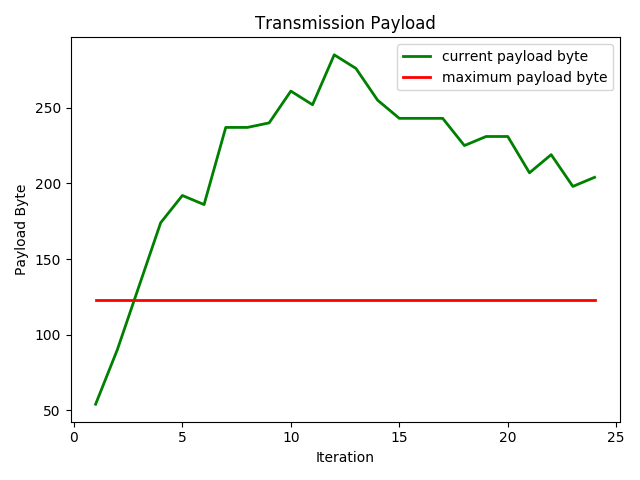 Transmission Payload
current payload byte
maximum payload byte
Payload Byte
250
200
150
100
50
0
5
10
15
20
25
Iteration